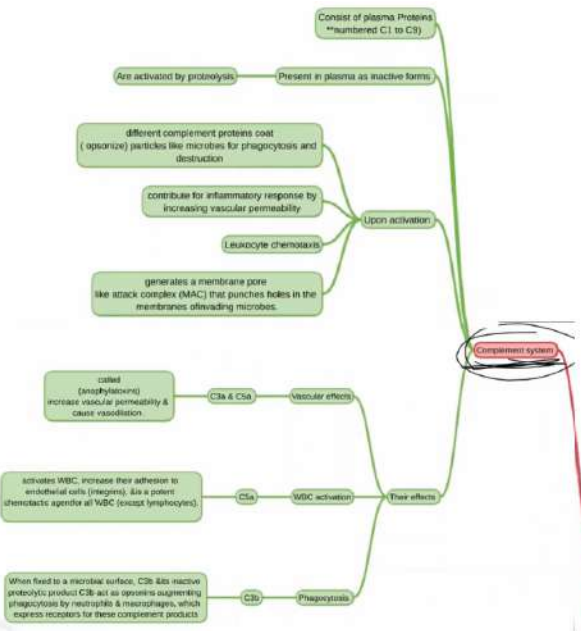 Consist of plasma Proteins
**numbered C1 to C9)
Are activated by proteolysis
Present in plasma as inactive forms
different complement proteins coat
( opsonize) particles like microbes for phagocytosis and
destruction
contribute for inflammatory response by
increasing vascular permeability
Upon activation
Leukocyte chemotaxis
generates a membrane pore
like attack complex (MAC) that punches holes in the
membranes ofinvading microbes.
Complement system
called
(anaphylatoxins)
increase vascular permeability &
cause vasodilation.
C3a & C5a
Vascular effects
activates WBC, increase their adhesion to
endothelial cells (integrins), &is a potent
chemotactic agentfor all WBC (except lymphocytes).
C5a
WBC activation
Their effects
When fixed to a microbial surface, C3b &its inactive
proteolytic product C3b act as opsonins augmenting
phagocytosis by neutrophils & macrophages, which
express receptors for these complement products
C3b
Phagocytosis